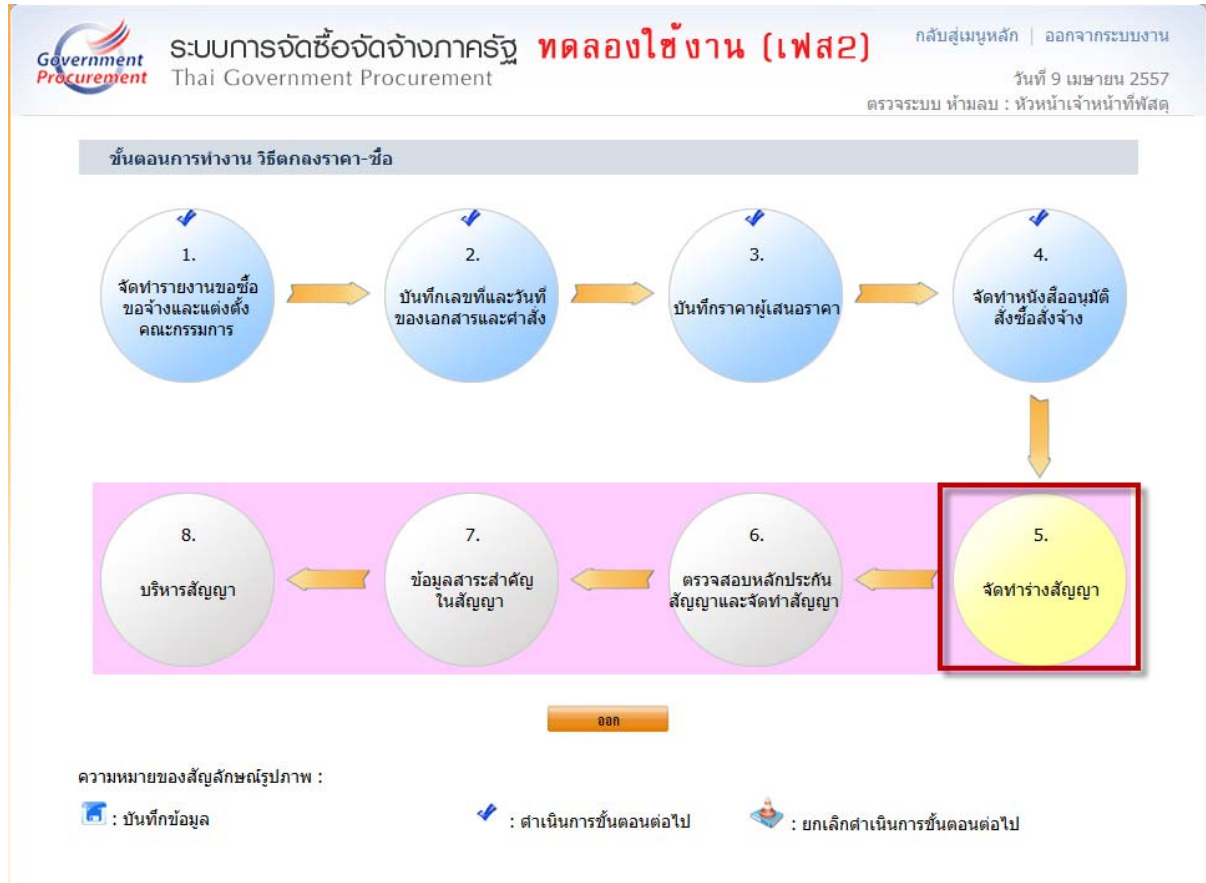 Government
Procurement
ระบบการจัดซื้อจัดจ้างภาครัฐ ทดลองใช้งาน (เฟส2)
Thai Government Procurement
กลับสู่เมนูหลัก | ออกจากระบบงาน
วันที่ 9 เมษายน 2557
ตรวจระบบ ห้ามลบ : หัวหน้าเจ้าหน้าที่พัสดุ
ขั้นตอนการทำงาน วิธีตกลงราคา-ซื้อ
1.
จัดทำรายงานขอซื้อ
ขอจ้างและแต่งตั้ง
คณะกรรมการ
2.
บันทึกเลขที่และวันที่
ของเอกสารและคำสั่ง
3.
บันทึกราคาผู้เสนอราคา
4.
จัดทำหนังสืออนุมัติ
สั่งซื้อสั่งจ้าง
5.
จัดทำร่างสัญญา
6.
ตรวจสอบหลักประกัน
สัญญาและจัดทำสัญญา
7.
ข้อมูลสาระสำคัญ
ในสัญญา
8.
บริหารสัญญา
ออก
ความหมายของสัญลักษณ์รูปภาพ :
: บันทึกข้อมูล
: ดำเนินการขั้นตอนต่อไป
: ยกเลิกดำเนินการขั้นตอนต่อไป